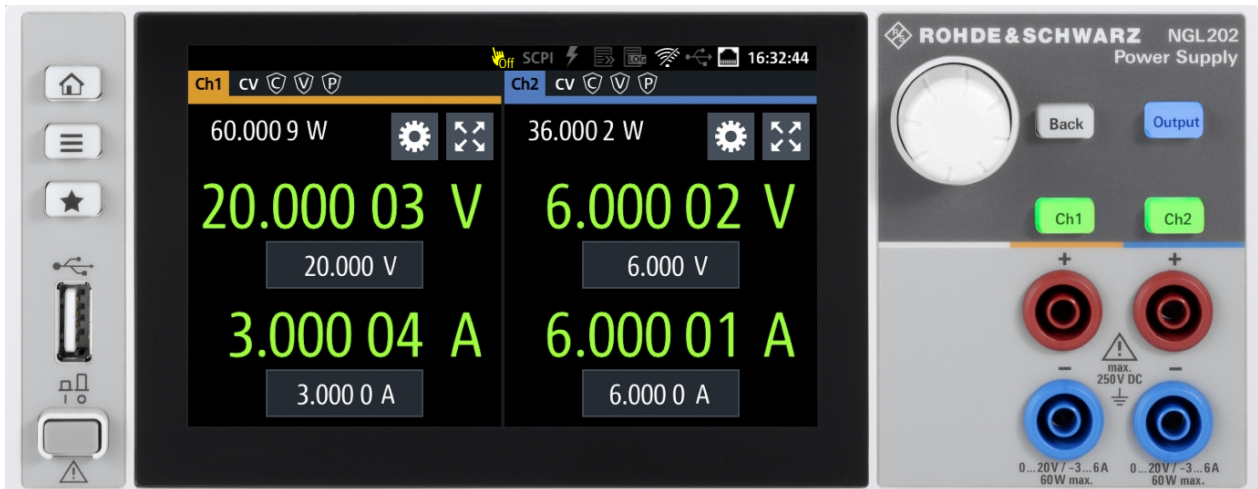 Off SCPI LOG 16:32:44
Ch1 CV C V P
Ch2 CV C V P
60.000 9 W
36.000 2 W
20.000 03 V
6.000 02 V
20.000 V
6.000 V
3.000 04 A
6.000 01 A
3.000 0 A
6.000 0 A
ROHDE & SCHWARZ NGL202
Power Supply
Back
Output
Ch1
Ch2
+ +
max.
250V DC
- -
0...20V / -3...6A
60W max.
0...20V / -3...6A
60W max.